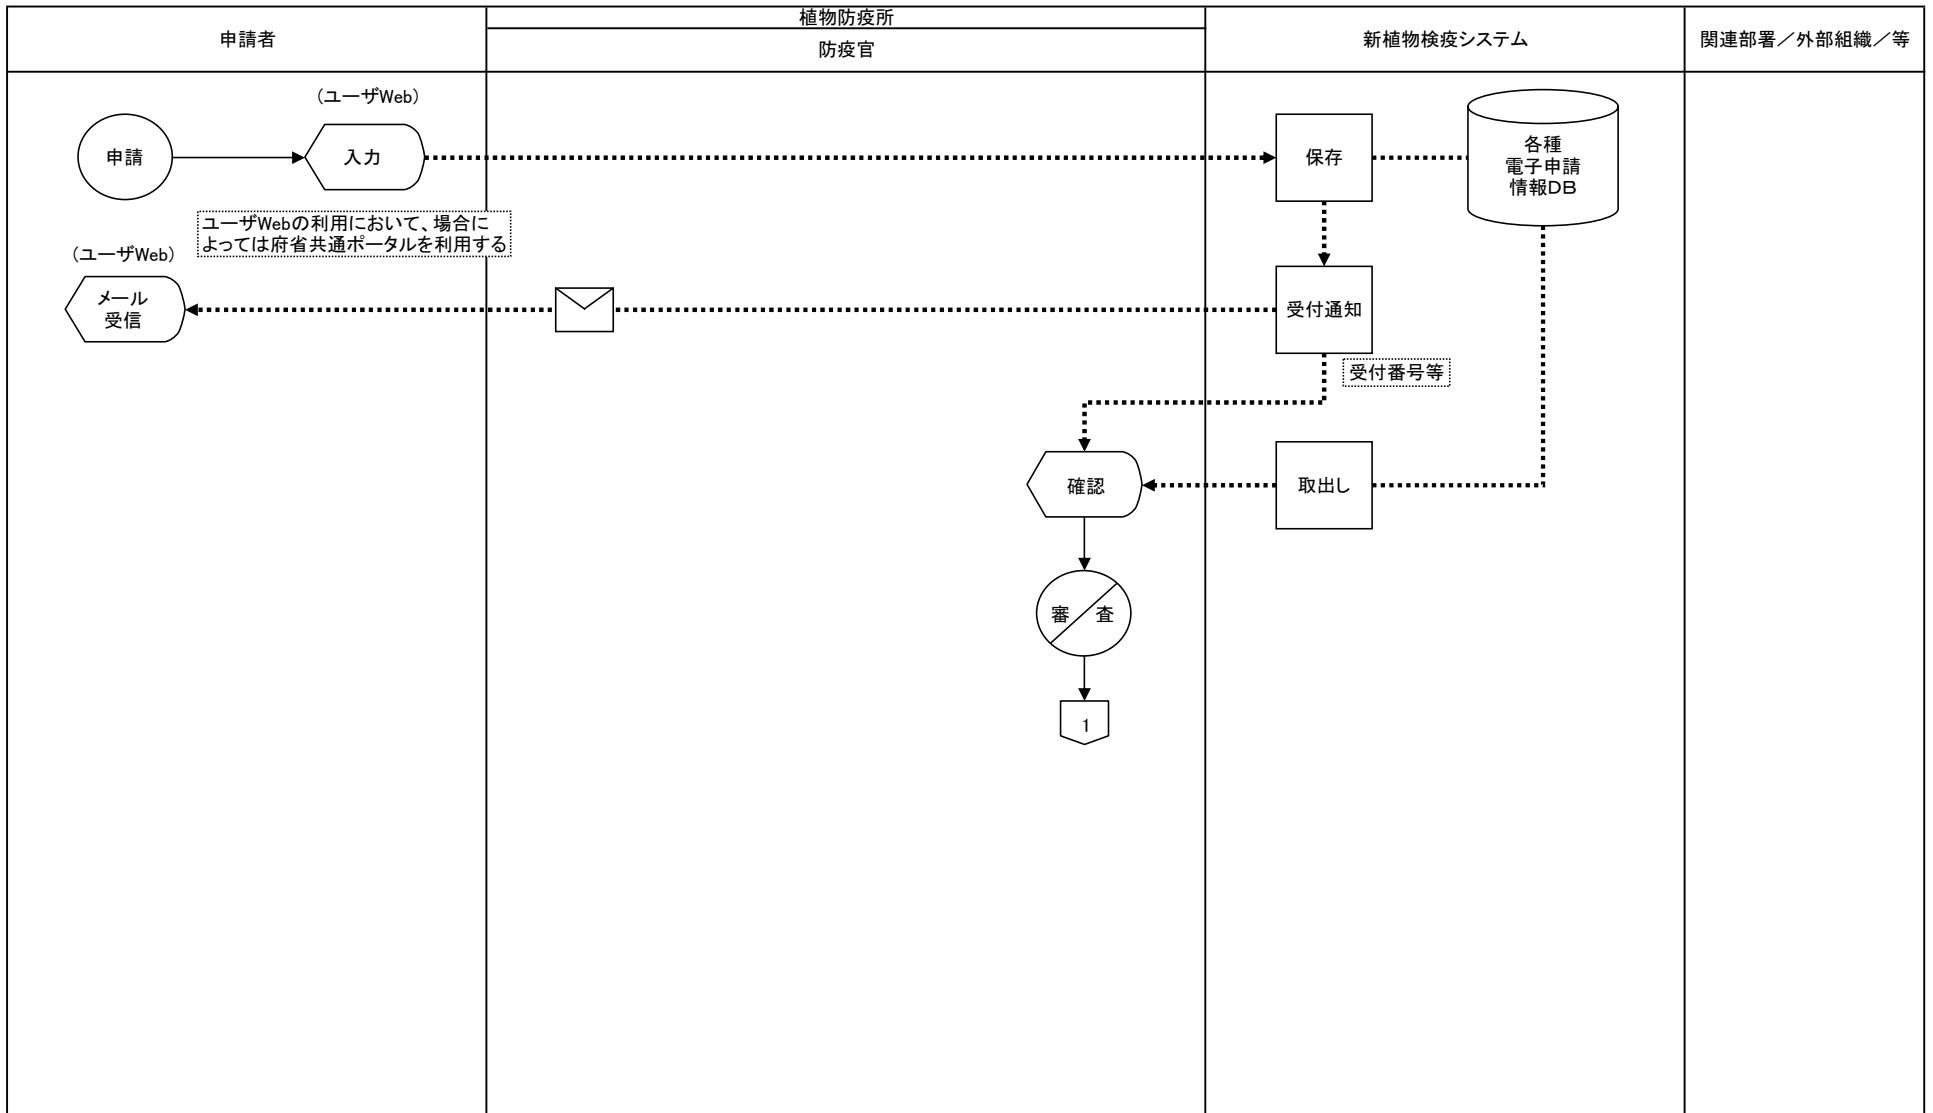 申請者
植物防疫所
防疫官
新植物検疫システム
関連部署／外部組織／等
（ユーザWeb）
申請
入力
保存
各種
電子申請
情報ＤＢ
ユーザWebの利用において、場合に
よっては府省共通ポータルを利用する
（ユーザWeb）
メール
受信
受付通知
受付番号等
確認
取出し
審　査
1